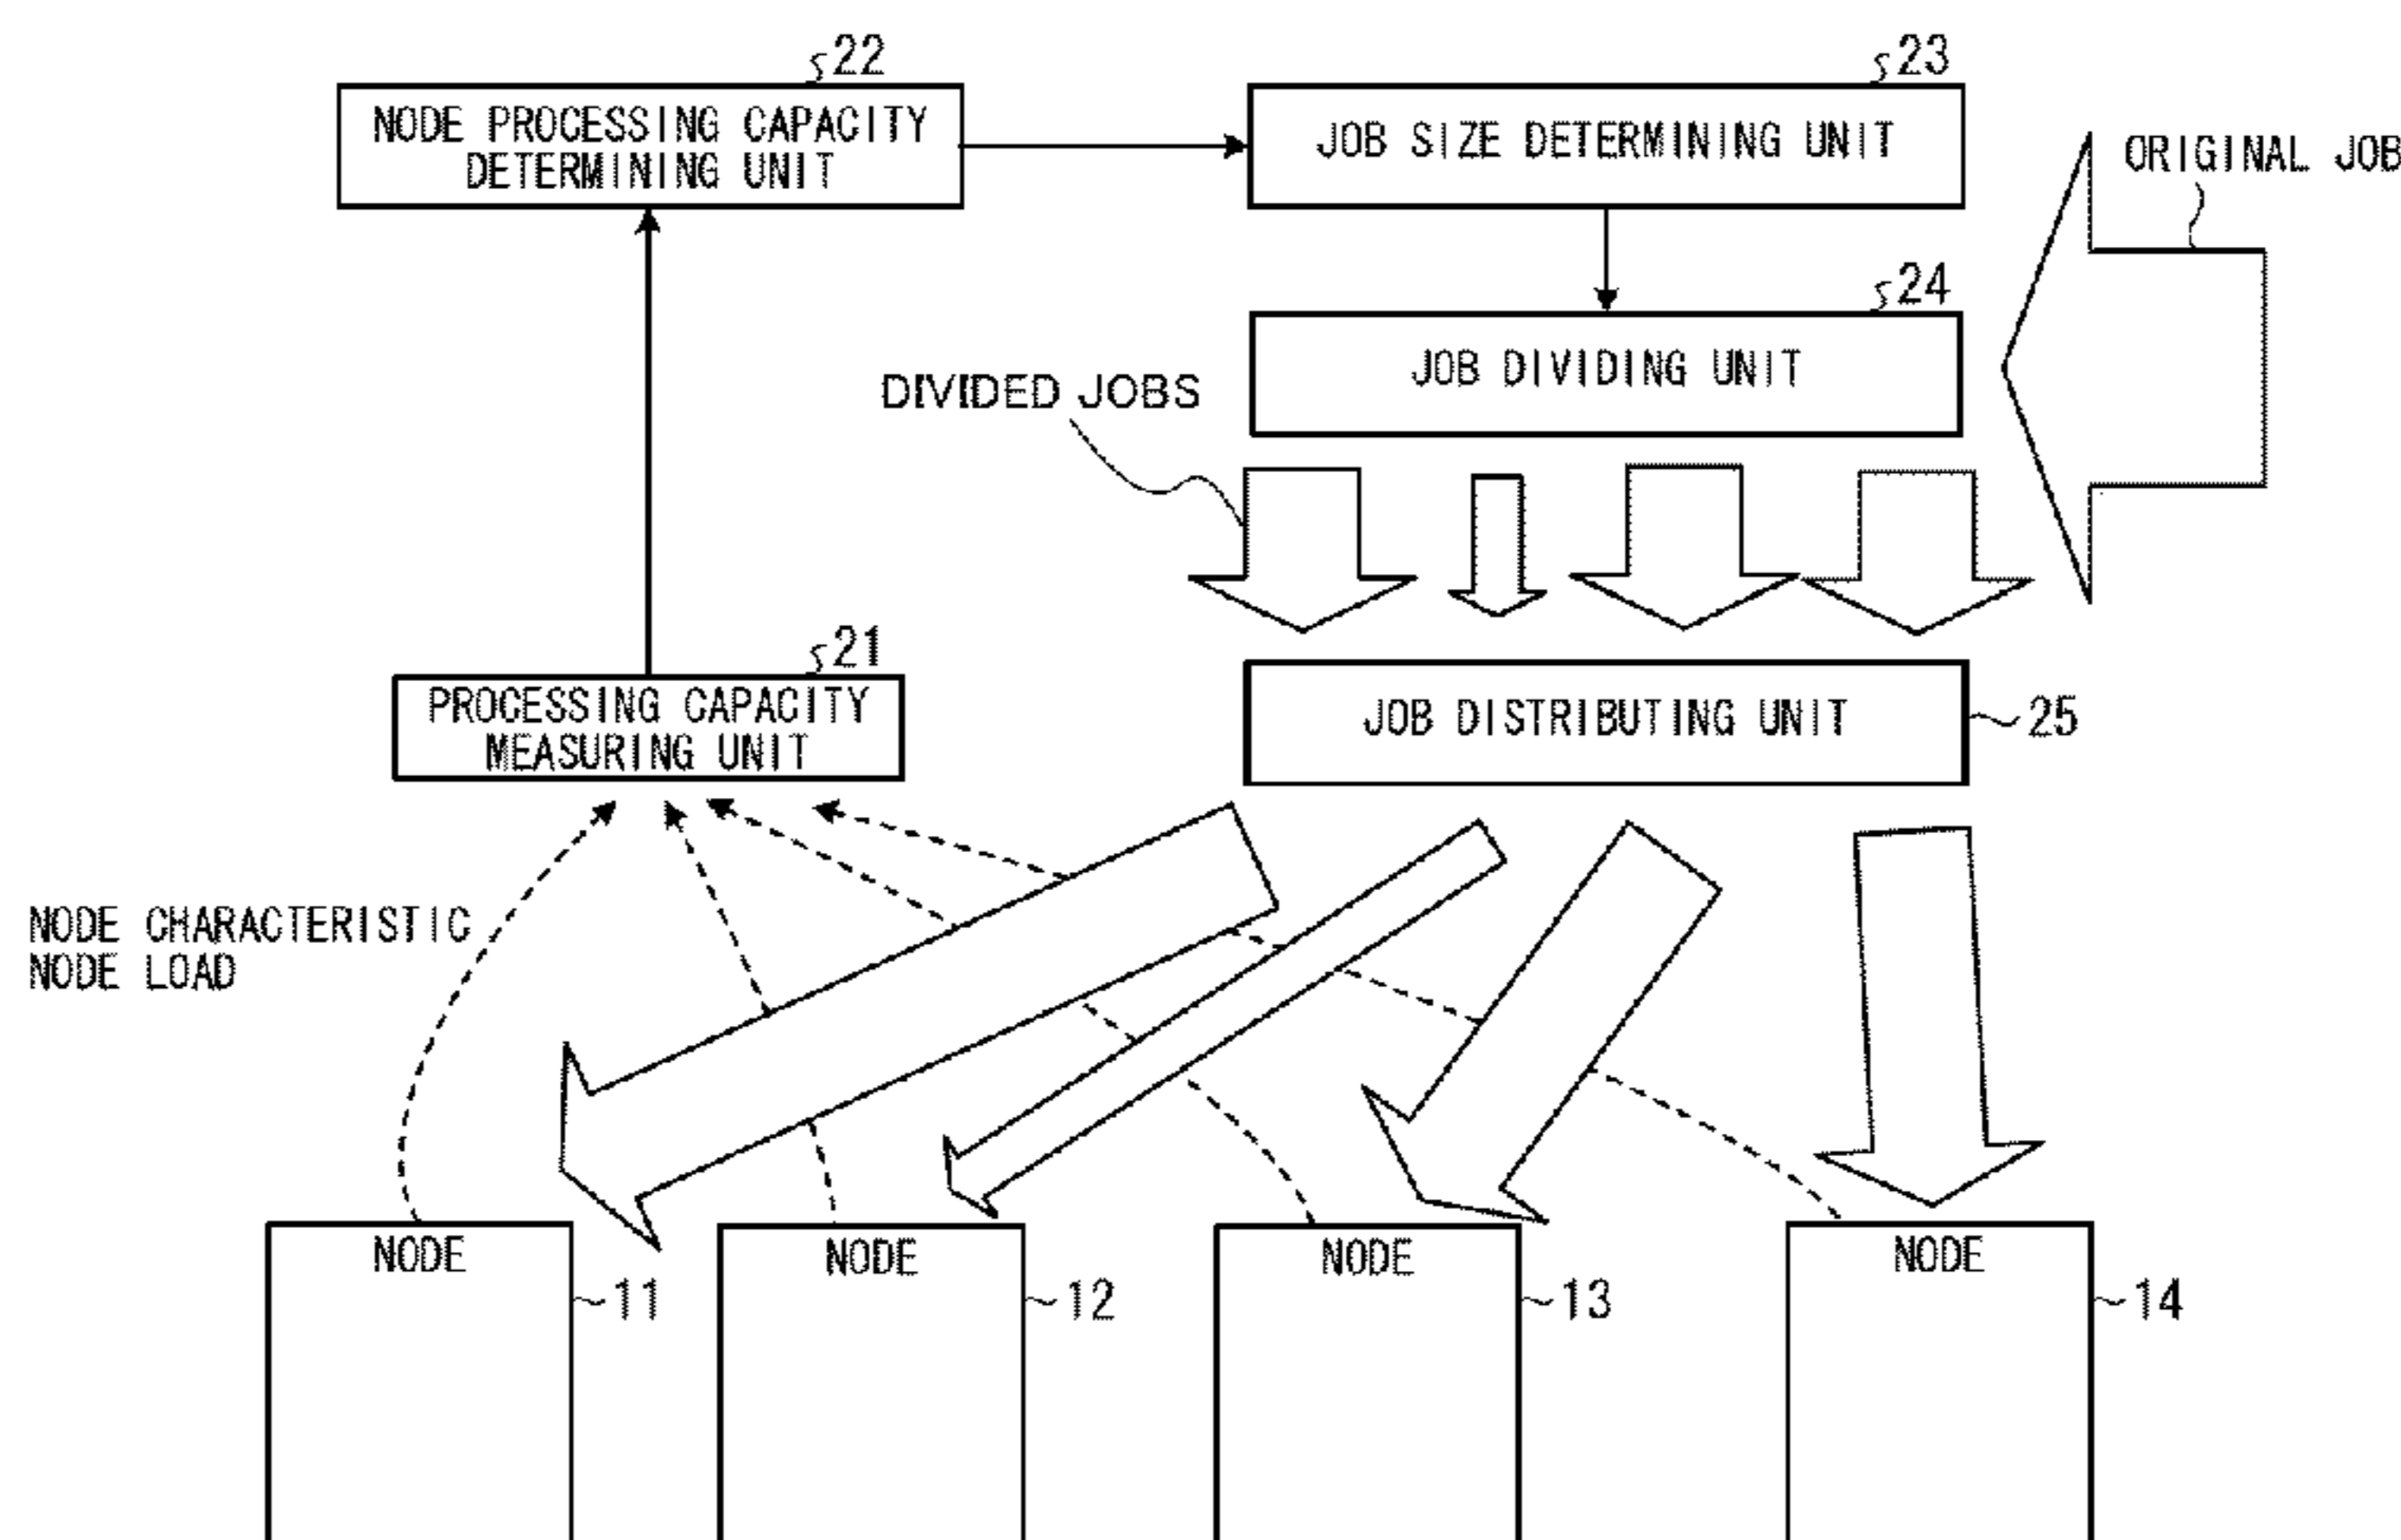 22
23
NODE PROCESSING CAPACITY
DETERMINING UNIT
JOB SIZE DETERMINING UNIT
ORIGINAL JOB
24
JOB DIVIDING UNIT
DIVIDED JOBS
21
PROCESSING CAPACITY
MEASURING UNIT
JOB DISTRIBUTING UNIT
25
NODE CHARACTERISTIC
NODE LOAD
NODE
11
NODE
12
NODE
13
NODE
14